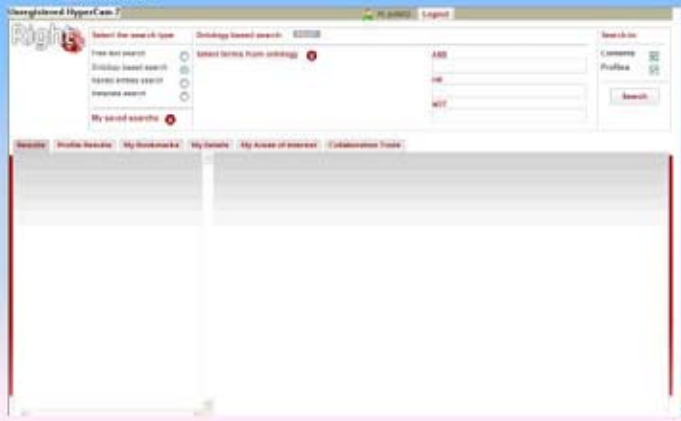 Unregistered HyperCam 2
Logout
Right
Select the search type
Free text search
Ontology based search
Named entities search
Metadata search
My saved searches
Ontology based search
Select terms from ontology
AND
OR
NOT
Search in:
Contents
Profiles
Search
Results
Profile Results
My Bookmarks
My Details
My Areas of Interest
Collaboration Tools